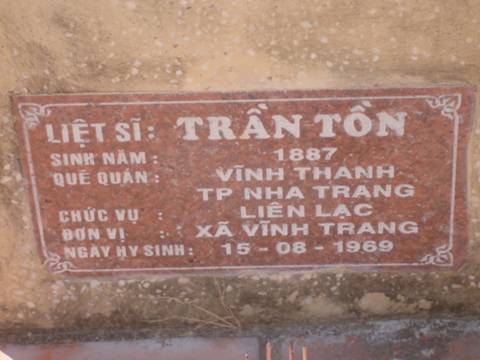 LIỆT SĨ : TRẦN TỒN
SINH NĂM : 1887
QUÊ QUÁN : VĨNH THANH
TP NHA TRANG
CHỨC VỤ : LIÊN LẠC
ĐƠN VỊ : XÃ VĨNH TRANG
NGÀY HY SINH : 15 - 08 - 1969